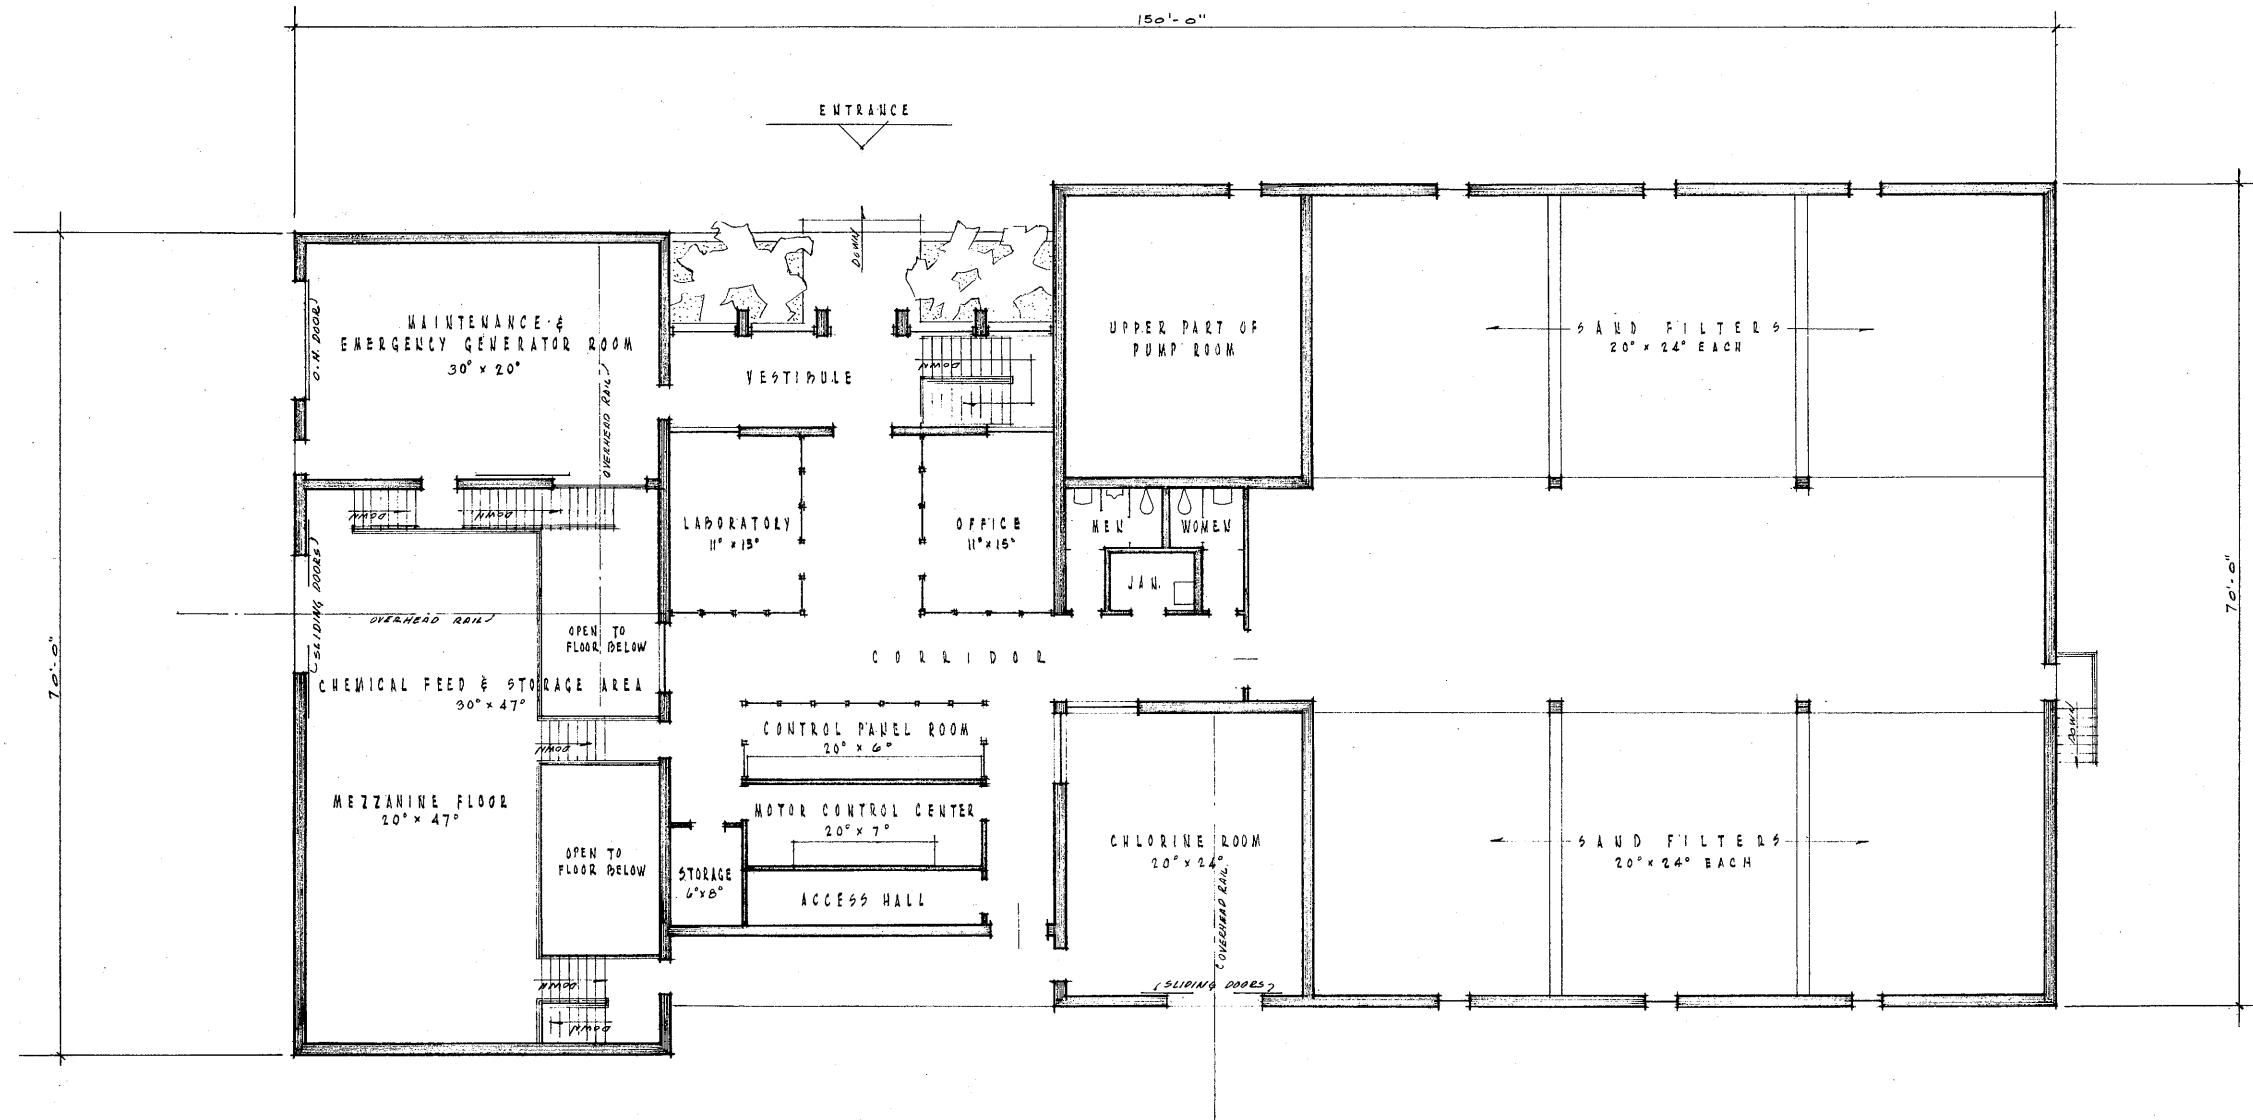 150'-0"
ENTRANCE
DOWN
MAINTENANCE &
EMERGENCY GENERATOR ROOM
30° x 20°
O.H. DOOR
OVERHEAD RAIL
VESTIBULE
DOWN
UPPER PART OF
PUMP ROOM
SAND FILTERS
20° x 24° EACH
DOWN
DOWN
LABORATORY
11° x 15°
OFFICE
11° x 15°
MEN
WOMEN
JAN.
SLIDING DOORS
OVERHEAD RAIL
OPEN TO
FLOOR BELOW
CORRIDOR
70'-0"
70'-0"
CHEMICAL FEED & STORAGE AREA
30° x 47°
DOWN
CONTROL PANEL ROOM
20° x 6°
DOWN
MEZZANINE FLOOR
20° x 47°
MOTOR CONTROL CENTER
20° x 7°
OPEN TO
FLOOR BELOW
STORAGE
6° x 8°
ACCESS HALL
CHLORINE ROOM
20° x 24°
OVERHEAD RAIL
SAND FILTERS
20° x 24° EACH
DOWN
DOWN
SLIDING DOORS